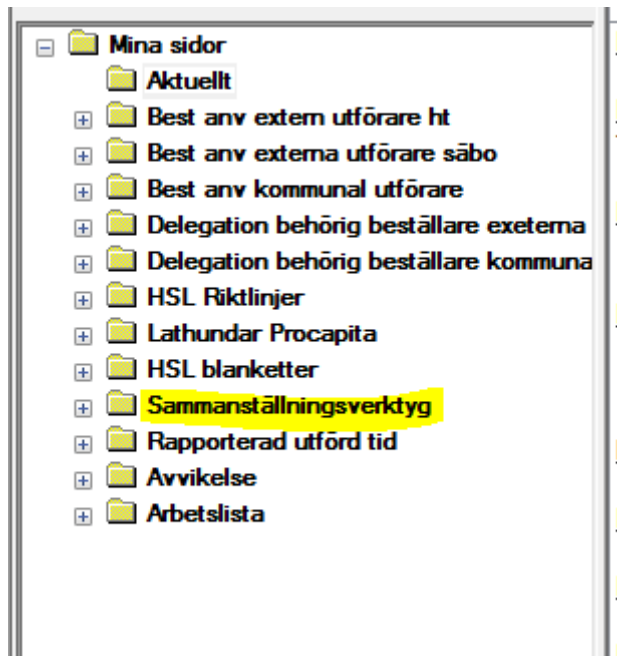 Mina sidor
Aktuellt
Best anv extern utförare ht
Best anv externa utförare säbo
Best anv kommunal utförare
Delegation behörig beställare exeterna
Delegation behörig beställare kommuna
HSL Riktlinjer
Lathundar Procapita
HSL blanketter
Sammanställningsverktyg
Rapporterad utförd tid
Avvikelse
Arbetslista